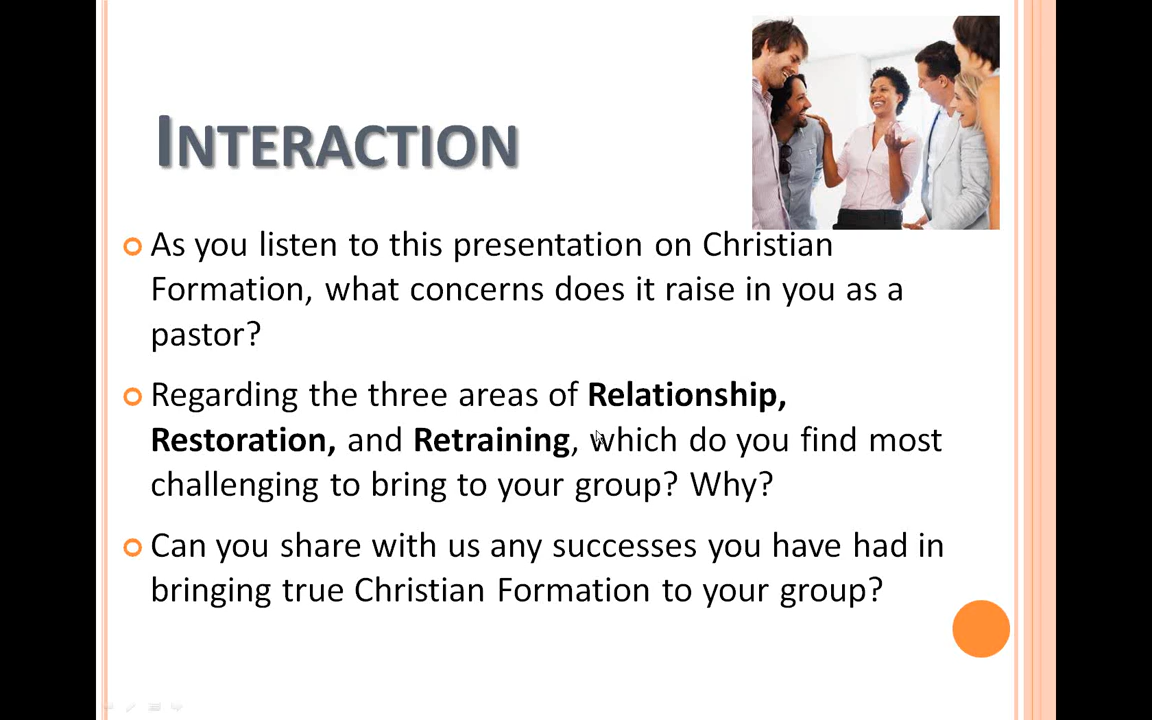 INTERACTION
As you listen to this presentation on Christian
Formation, what concerns does it raise in you as a
pastor?
Regarding the three areas of Relationship,
Restoration, and Retraining, which do you find most
challenging to bring to your group? Why?
Can you share with us any successes you have had in
bringing true Christian Formation to your group?